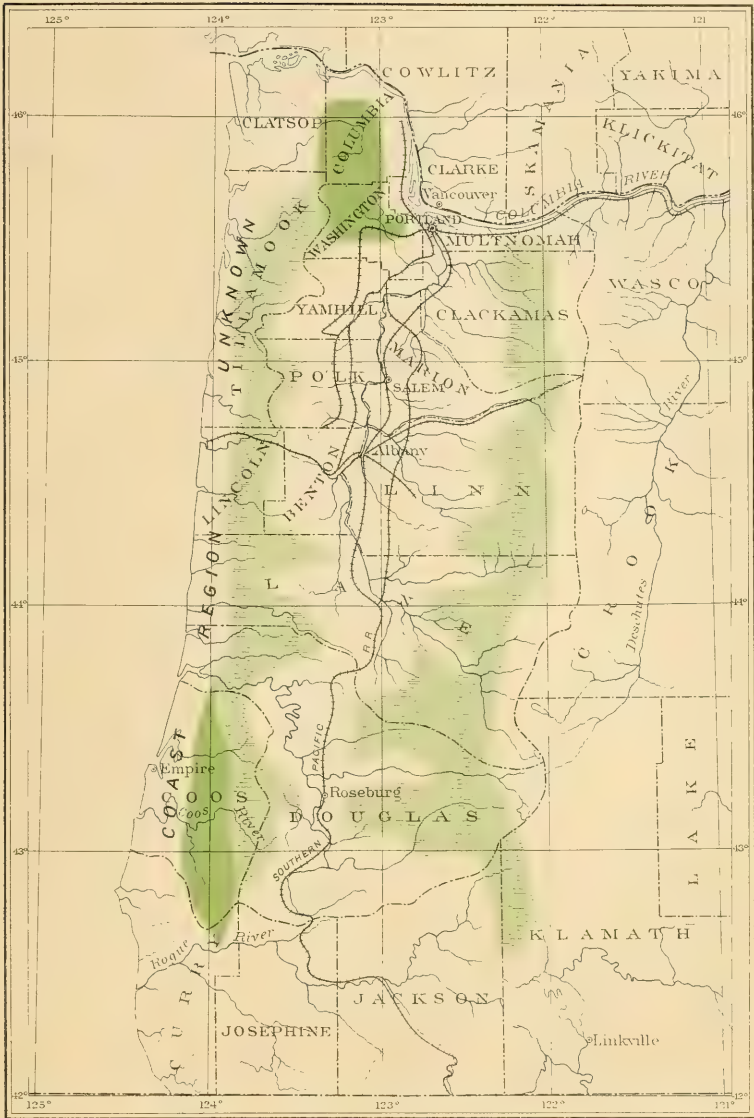 125° 124° 123° 122° 121
COWLITZ
YAKIMA
SKAMANIA
46°
CLATSOP
COLUMBIA
KLICKITAT
CLARKE
Vancouver
COLUMBIA RIVER
WASHINGTON
PORTLAND
MULTNOMAH
UNKNOWN
TILLAMOOK
WASCO
YAMHILL
CLACKAMAS
45°
MARION
POLK
SALEM
River
LINCOLN
BENTON
Albany
LINN
CROOK
REGION
LANE
44°
Deschutes
R.R.
PACIFIC
COAST
Empire
COOS
Coos River
Roseburg
DOUGLAS
LAKE
43°
43°
SOUTHERN
Rogue River
KLAMATH
CURRY
JACKSON
JOSEPHINE
Linkville
42°
125° 124° 123° 122° 121°